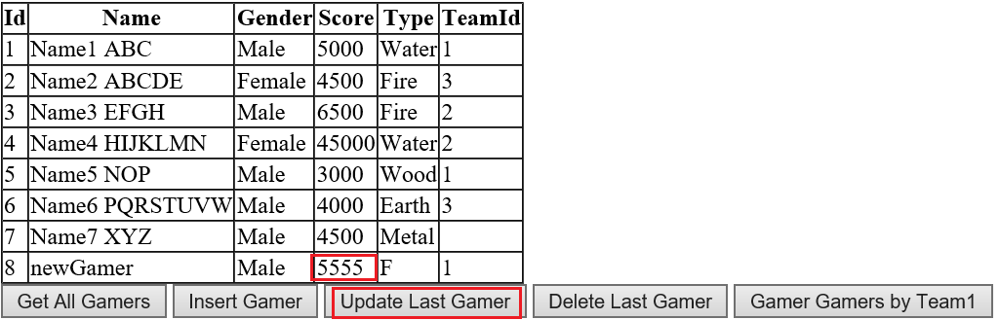 Id Name Gender Score Type TeamId
1 Name1 ABC Male 5000 Water 1
2 Name2 ABCDE Female 4500 Fire 3
3 Name3 EFGH Male 6500 Fire 2
4 Name4 HIJKLMN Female 45000 Water 2
5 Name5 NOP Male 3000 Wood 1
6 Name6 PQRSTUVW Male 4000 Earth 3
7 Name7 XYZ Male 4500 Metal
8 newGamer Male 5555 F 1
Get All Gamers Insert Gamer Update Last Gamer Delete Last Gamer Gamer Gamers by Team1